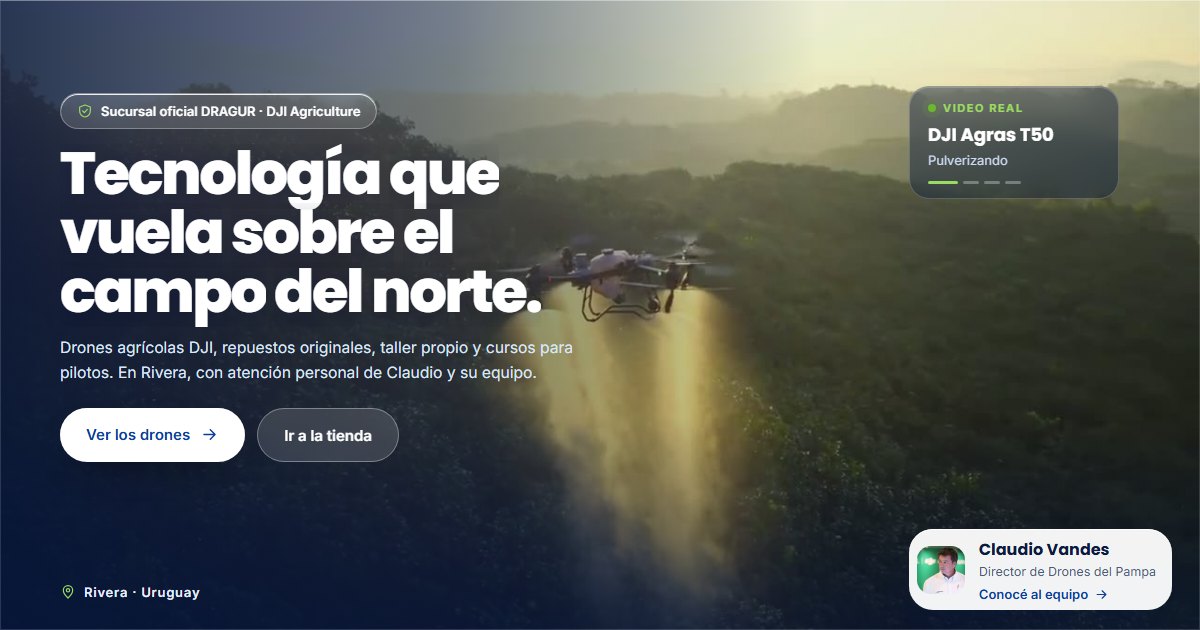 Sucursal oficial DRAGUR · DJI Agriculture
Tecnología que
vuela sobre el
campo del norte.
Drones agrícolas DJI, repuestos originales, taller propio y cursos para
pilotos. En Rivera, con atención personal de Claudio y su equipo.
Ver los drones →
Ir a la tienda
Rivera · Uruguay
VIDEO REAL
DJI Agras T50
Pulverizando
Claudio Vandes
Director de Drones del Pampa
Conocé al equipo →